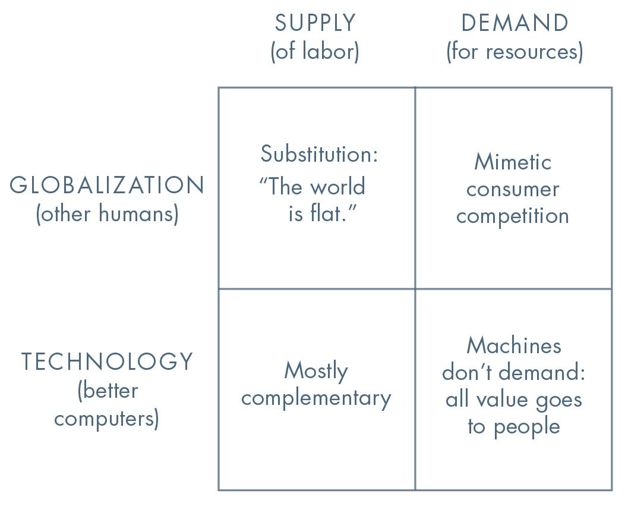 SUPPLY
(of labor)
DEMAND
(for resources)
GLOBALIZATION
(other humans)
Substitution:
“The world
is flat.”
Mimetic
consumer
competition
TECHNOLOGY
(better
computers)
Mostly
complementary
Machines
don’t demand:
all value goes
to people